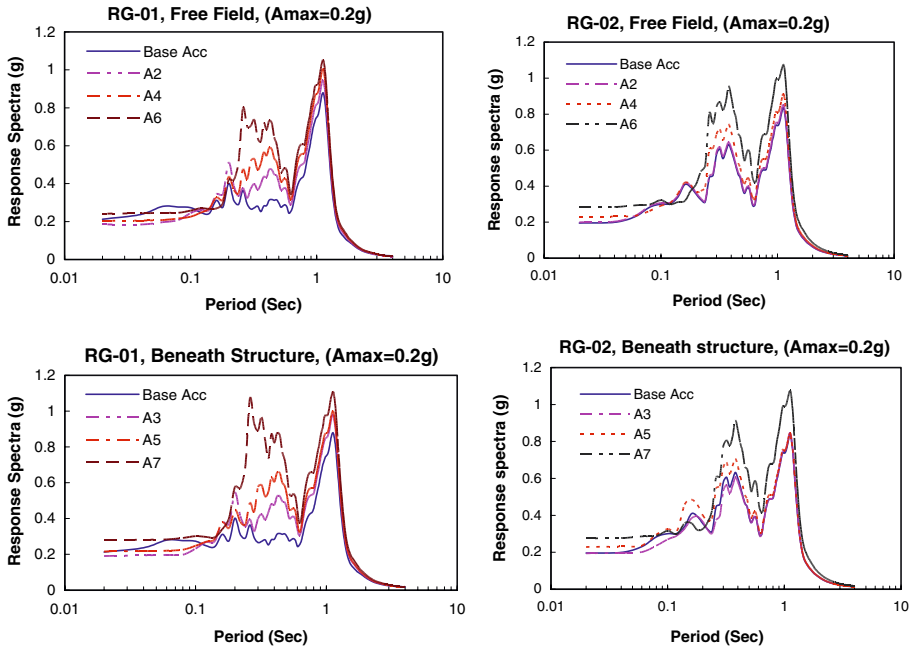 RG-01, Free Field, (Amax=0.2g)
Response Spectra (g)
1.2
1
0.8
0.6
0.4
0.2
0
Base Acc
A2
A4
A6
0.01
0.1
1
10
Period (Sec)
RG-02, Free Field, (Amax=0.2g)
Response spectra (g)
1.2
1
0.8
0.6
0.4
0.2
0
Base Acc
A2
A4
A6
0.01
0.1
1
10
Period (Sec)
RG-01, Beneath Structure, (Amax=0.2g)
Response Spectra (g)
1.2
1
0.8
0.6
0.4
0.2
0
Base Acc
A3
A5
A7
0.01
0.1
1
10
Period (Sec)
RG-02, Beneath structure, (Amax=0.2g)
Response spectra (g)
1.2
1
0.8
0.6
0.4
0.2
0
Base Acc
A3
A5
A7
0.01
0.1
1
10
Period (Sec)